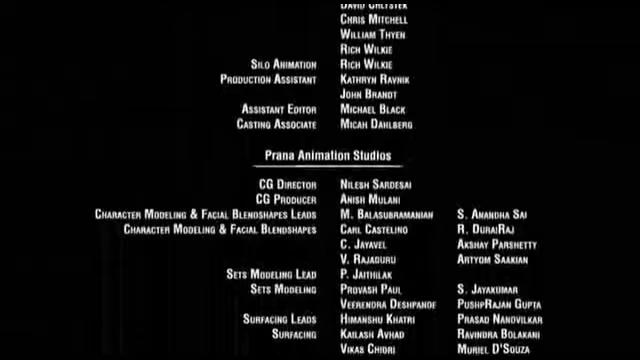 Chris Mitchell
William Thyen
Rich Wilkie
Silo Animation Rich Wilkie
Production Assistant Kathryn Ravnik
John Brandt
Assistant Editor Michael Black
Casting Associate Micah Dahlberg
Prana Animation Studios
CG Director Nilesh Sardesai
CG Producer Anish Mulani
Character Modeling & Facial Blendshapes Leads M. Balasubramanian S. Anandha Sai
Character Modeling & Facial Blendshapes Carl Castelino R. DuraiRaj
C. Jayavel Akshay Parshetty
V. Rajaduru Artyom Saakian
Sets Modeling Lead P. Jaithilak
Sets Modeling Provash Paul S. Jayakumar
Veerendra Deshpande PushpRajan Gupta
Surfacing Leads Himanshu Khatri Prasad Nanovilkar
Surfacing Kailash Avhad Ravindra Bolakani
Vikas Chidri Muriel D'Souza